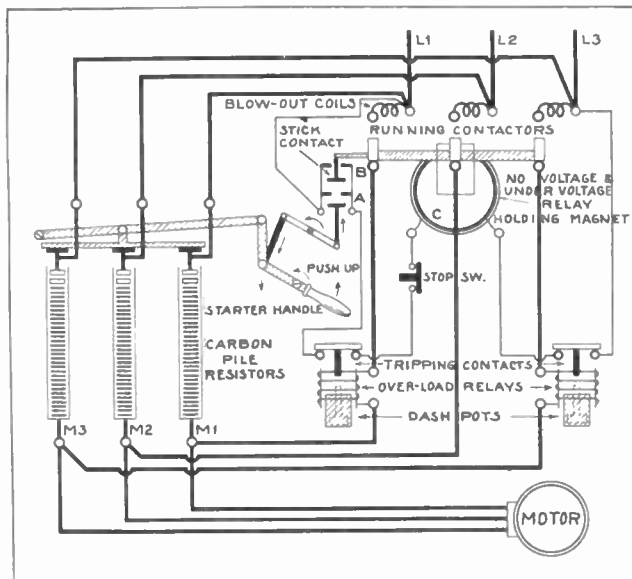 L1 L2 L3
BLOW-OUT COILS
STICK
CONTACT
RUNNING CONTACTORS
B
A
NO VOLTAGE &
UNDER VOLTAGE
RELAY
HOLDING MAGNET
C
PUSH UP
STOP SW.
STARTER HANDLE
CARBON
PILE
RESISTORS
TRIPPING CONTACTS
OVER-LOAD RELAYS
DASH POTS
M3 M2 M1
MOTOR